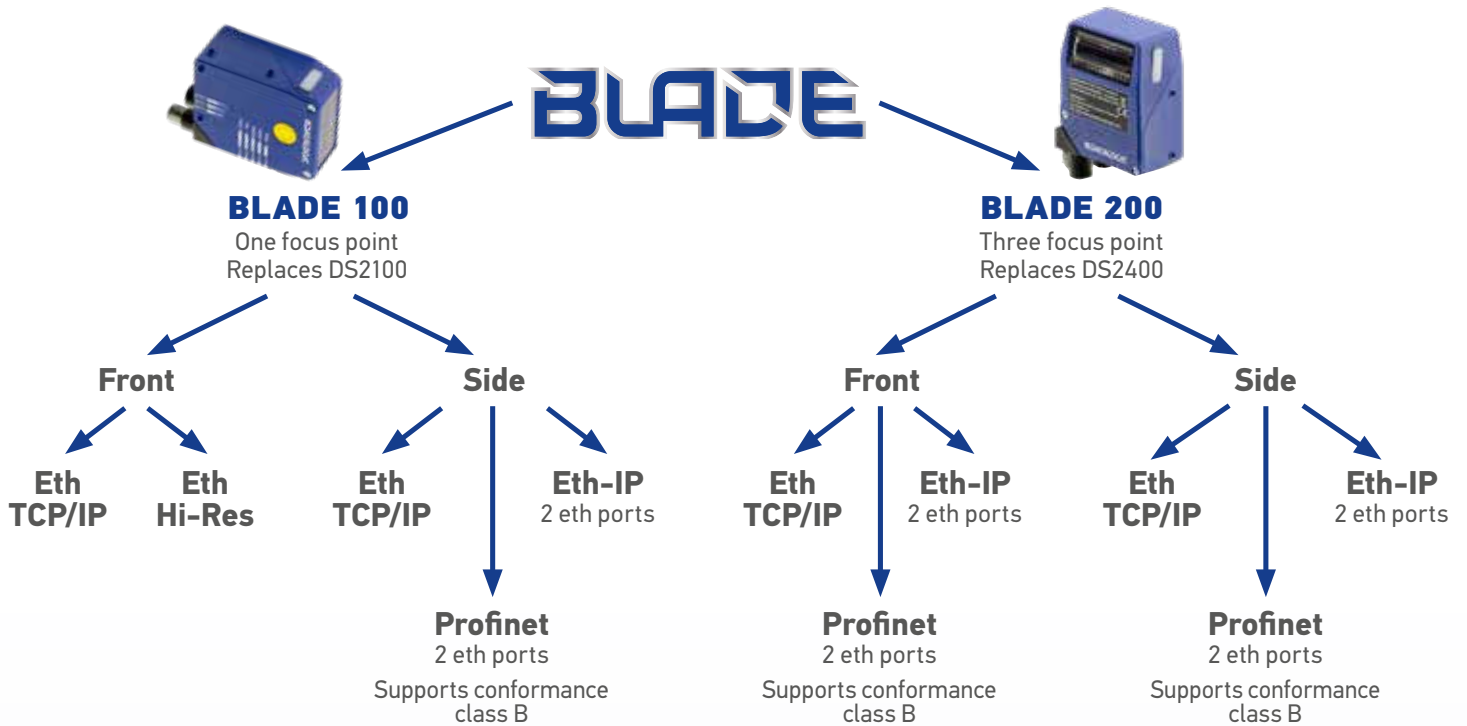 BLADE
BLADE 100
One focus point
Replaces DS2100
BLADE 200
Three focus point
Replaces DS2400
Front
Side
Front
Side
Eth
TCP/IP
Eth
Hi-Res
Eth
TCP/IP
Eth-IP
2 eth ports
Eth
TCP/IP
Eth-IP
2 eth ports
Eth
TCP/IP
Eth-IP
2 eth ports
Profinet
2 eth ports
Supports conformance
class B
Profinet
2 eth ports
Supports conformance
class B
Profinet
2 eth ports
Supports conformance
class B